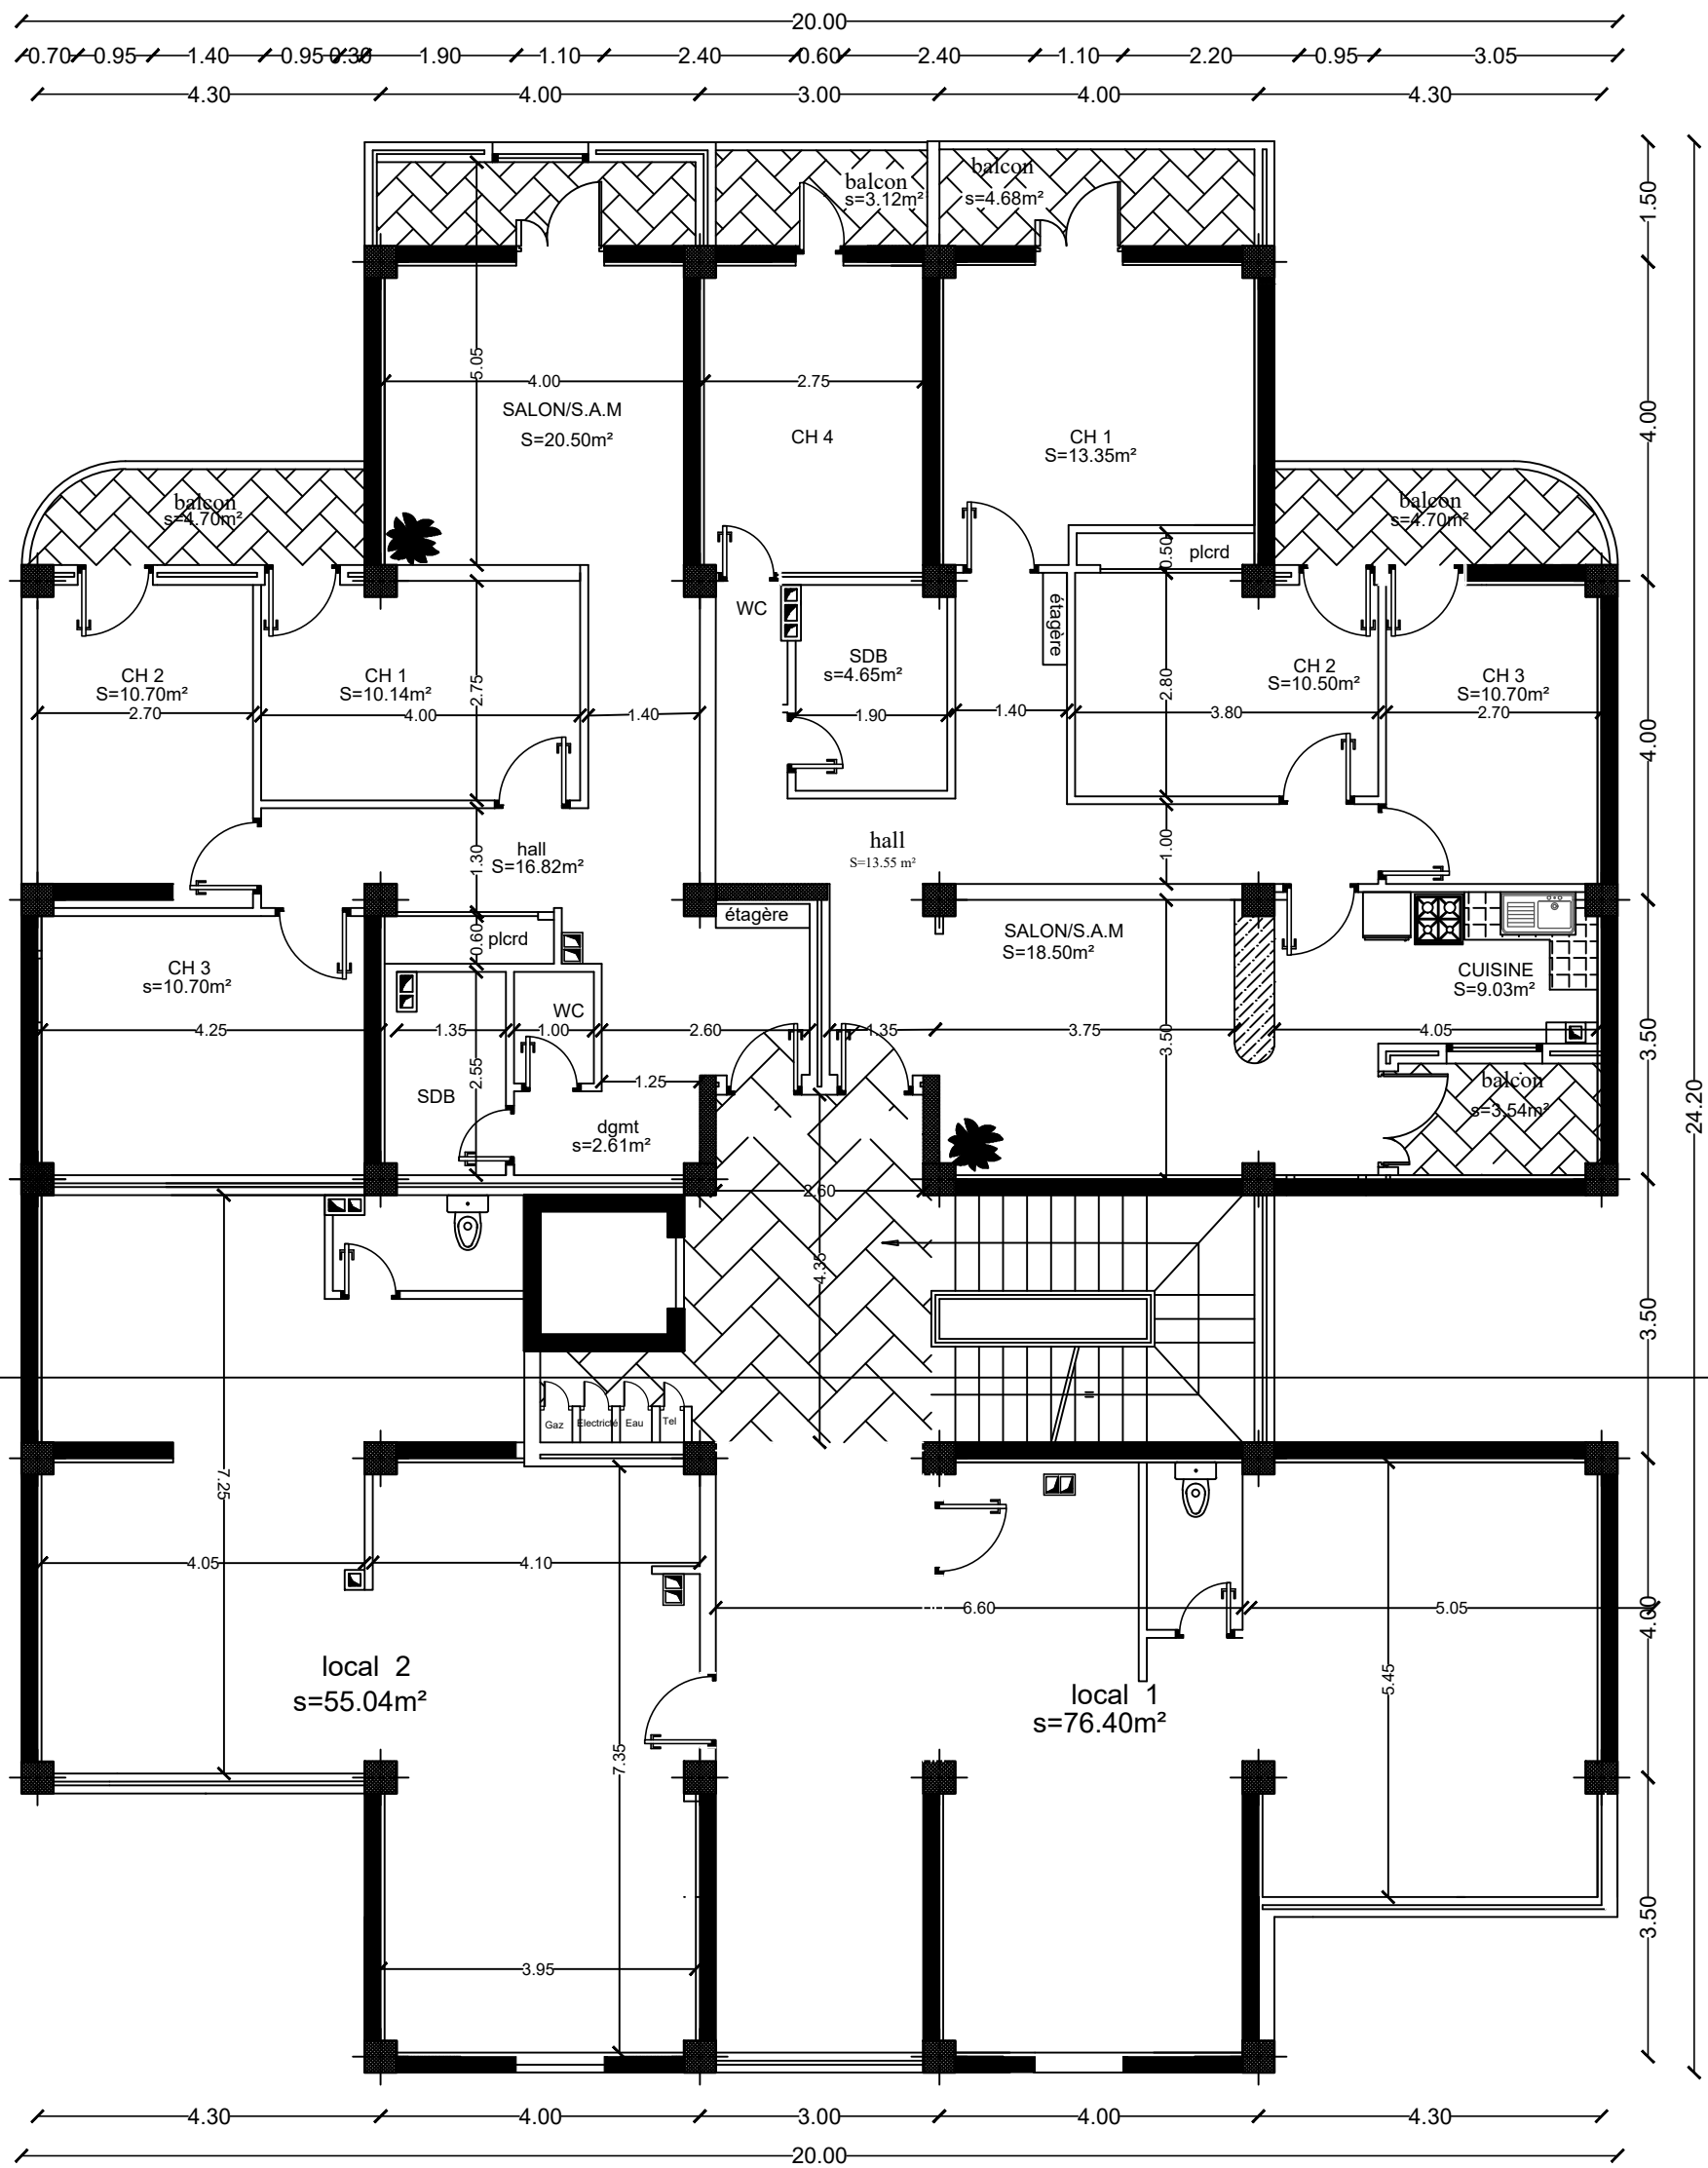 20.00
0.70 0.95 1.40 0.95 0.30 1.90 1.10 2.40 0.60 2.40 1.10 2.20 0.95 3.05
4.30 4.00 3.00 4.00 4.30
balcon
s=3.12m²
balcon
s=4.68m²
1.50
5.05
4.00
2.75
SALON/S.A.M
S=20.50m²
CH 4
CH 1
S=13.35m²
4.00
balcon
s=4.70m²
balcon
s=4.70m²
0.50
plcrd
étagère
WC
SDB
s=4.65m²
CH 2
S=10.70m²
2.70
CH 1
S=10.14m²
4.00
2.75
1.40
1.90
1.40
2.80
CH 2
S=10.50m²
3.80
CH 3
S=10.70m²
2.70
4.00
hall
S=16.82m²
1.30
hall
S=13.55 m²
1.00
étagère
0.60
plcrd
SALON/S.A.M
S=18.50m²
CUISINE
S=9.03m²
CH 3
s=10.70m²
WC
4.25
1.35
1.00
2.60
1.35
3.75
4.05
3.50
3.50
2.55
1.25
SDB
dgmt
s=2.61m²
balcon
s=3.54m²
24.20
2.60
4.35
3.50
Gaz
Electricité
Eau
Tel
7.25
4.05
4.10
6.60
5.05
4.00
local 2
s=55.04m²
local 1
s=76.40m²
5.45
7.35
3.50
3.95
4.30 4.00 3.00 4.00 4.30
20.00